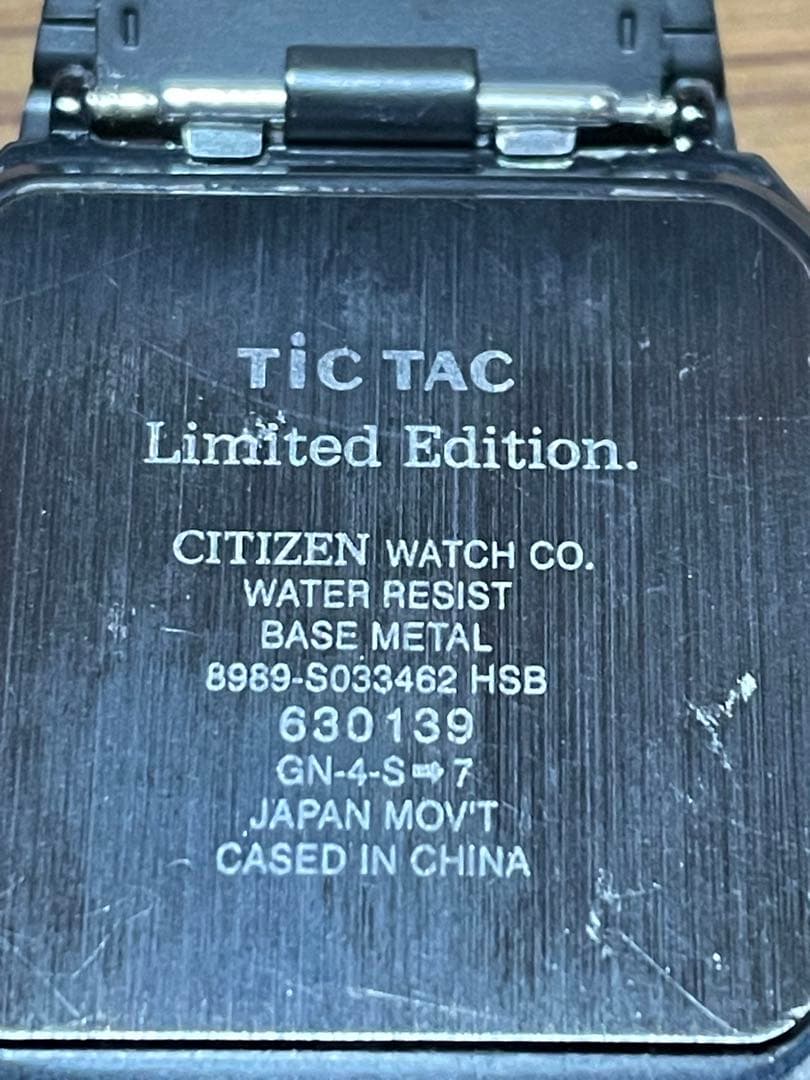 TiC TAC
Limited Edition.
CITIZEN WATCH CO.
WATER RESIST
BASE METAL
8989-S033462 HSB
630139
GN-4-S➡7
JAPAN MOV'T
CASED IN CHINA